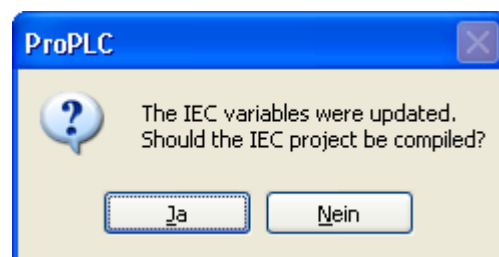 ProPLC
The IEC variables were updated.
Should the IEC project be compiled?
Ja
Nein